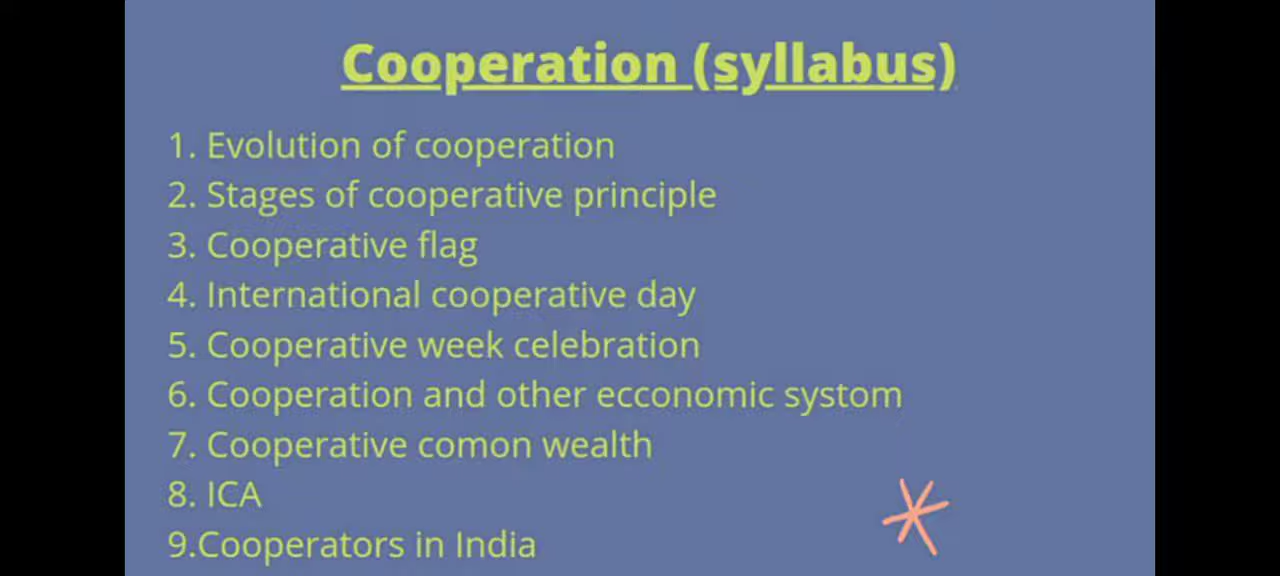 Cooperation (syllabus)
1. Evolution of cooperation
2. Stages of cooperative principle
3. Cooperative flag
4. International cooperative day
5. Cooperative week celebration
6. Cooperation and other ecconomic systom
7. Cooperative comon wealth
8. ICA
9.Cooperators in India